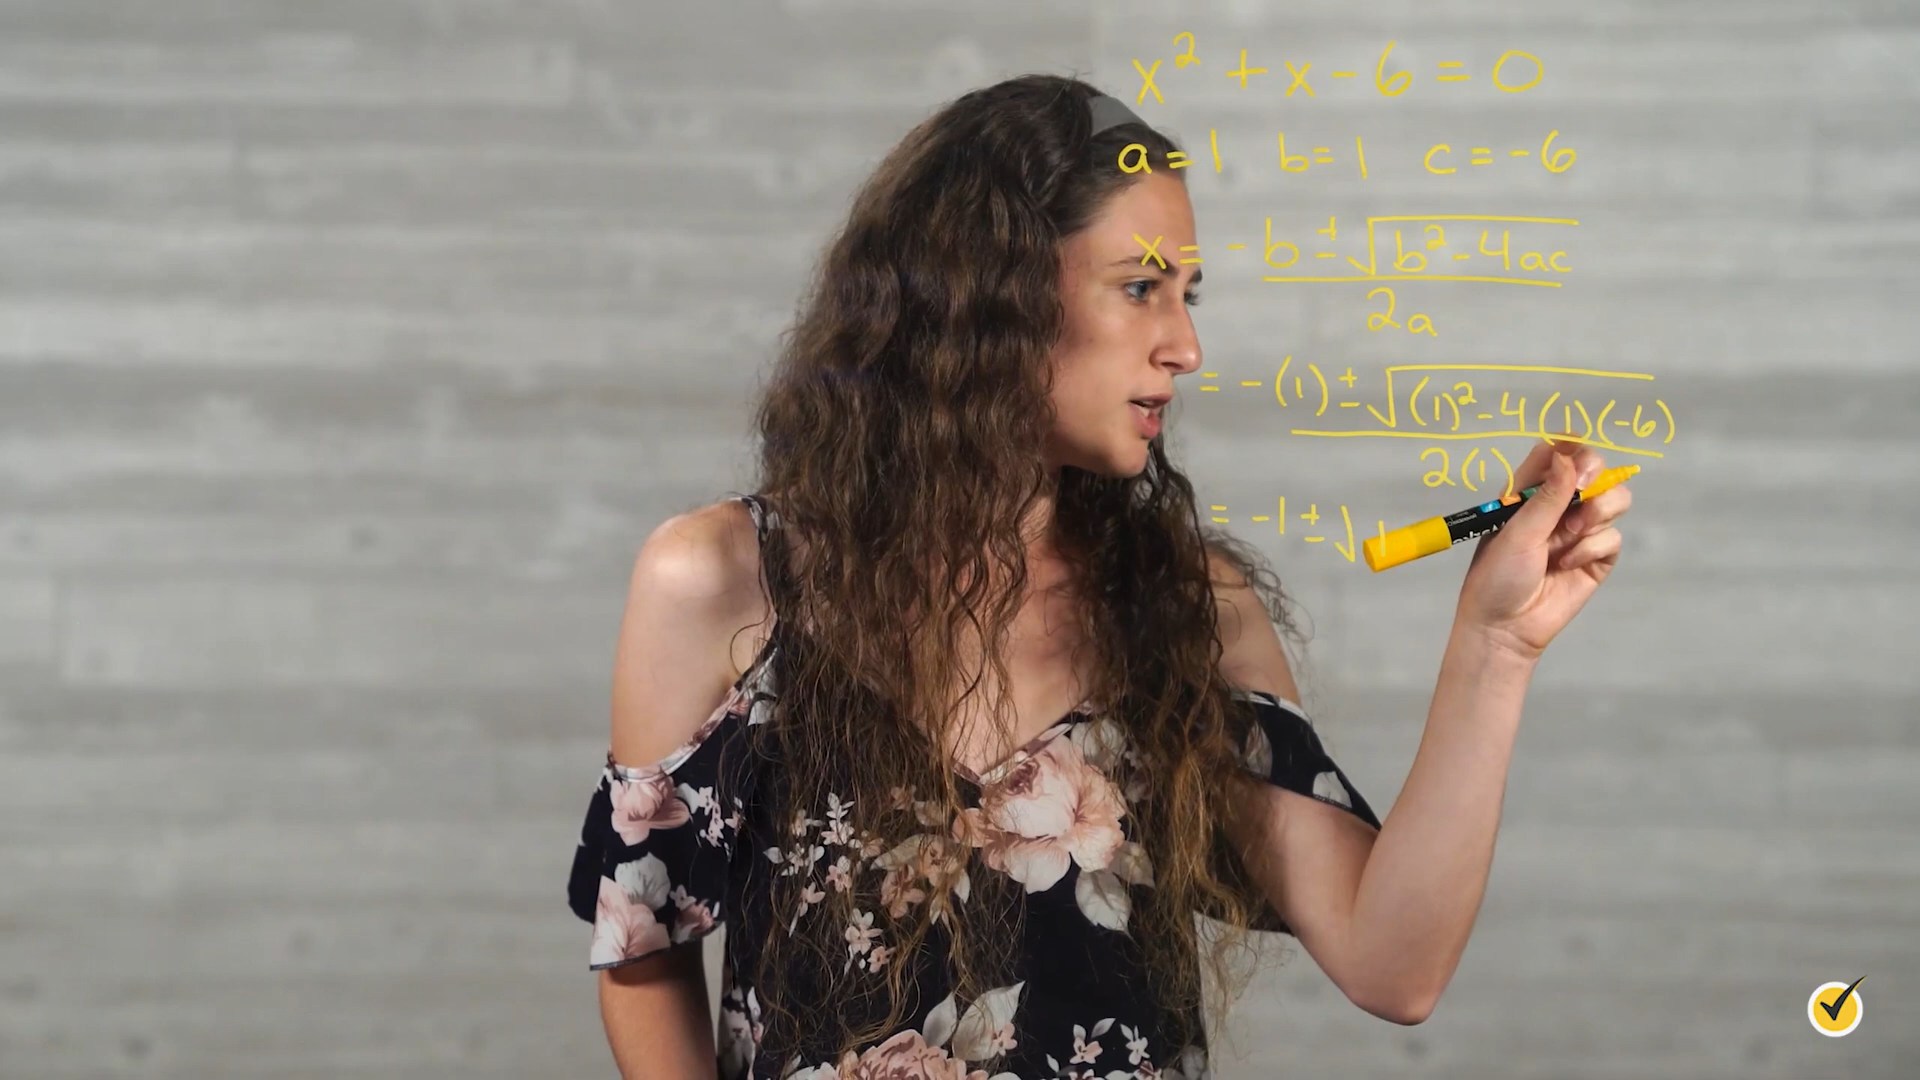 x² + x - 6 = 0
a = 1 b = 1 c = -6
x = -b ± √b² - 4ac
2a
= -(1) ± √(1)² - 4(1)(-6)
2(1)
= -1 ± √1